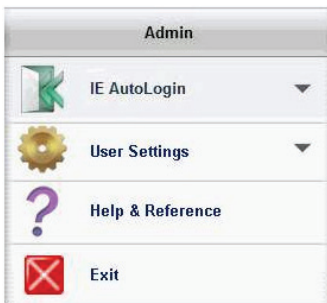 Admin
IE AutoLogin
User Settings
Help & Reference
Exit